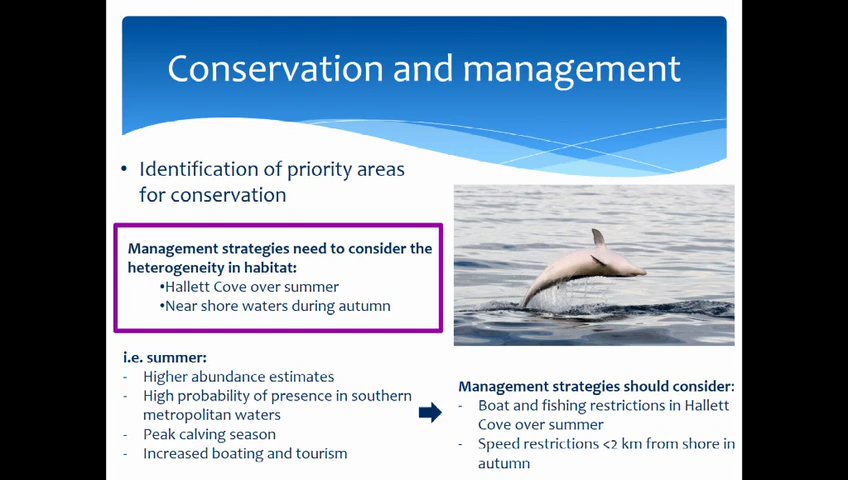 Conservation and management
• Identification of priority areas
for conservation
Management strategies need to consider the
heterogeneity in habitat:
•Hallett Cove over summer
•Near shore waters during autumn
i.e. summer:
- Higher abundance estimates
- High probability of presence in southern
metropolitan waters
- Peak calving season
- Increased boating and tourism
Management strategies should consider:
- Boat and fishing restrictions in Hallett
Cove over summer
- Speed restrictions <2 km from shore in
autumn